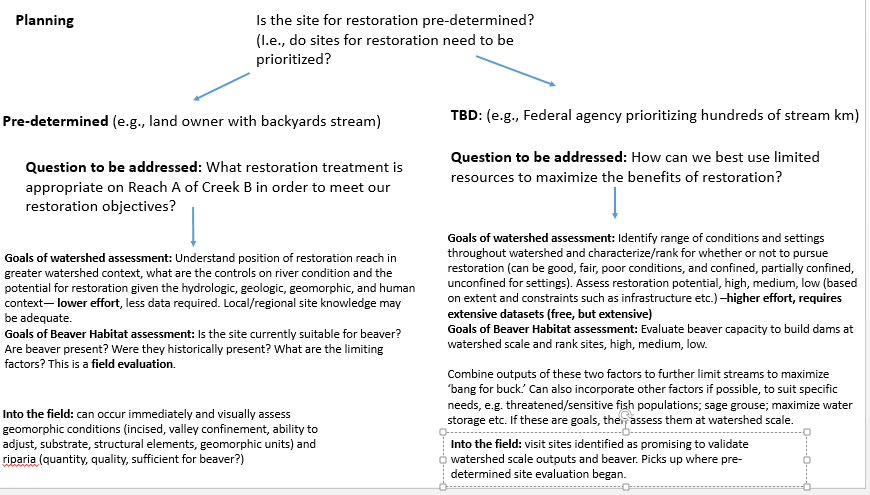 Planning
Is the site for restoration pre-determined?
(I.e., do sites for restoration need to be
prioritized?
Pre-determined (e.g., land owner with backyards stream)
Question to be addressed: What restoration treatment is
appropriate on Reach A of Creek B in order to meet our
restoration objectives?
Goals of watershed assessment: Understand position of restoration reach in
greater watershed context, what are the controls on river condition and the
potential for restoration given the hydrologic, geologic, geomorphic, and human
context— lower effort, less data required. Local/regional site knowledge may
be adequate.
Goals of Beaver Habitat assessment: Is the site currently suitable for beaver?
Are beaver present? Were they historically present? What are the limiting
factors? This is a field evaluation.
Into the field: can occur immediately and visually assess
geomorphic conditions (incised, valley confinement, ability to
adjust, substrate, structural elements, geomorphic units) and
riparia (quantity, quality, sufficient for beaver?)
TBD: (e.g., Federal agency prioritizing hundreds of stream km)
Question to be addressed: How can we best use limited
resources to maximize the benefits of restoration?
Goals of watershed assessment: Identify range of conditions and settings
throughout watershed and characterize/rank for whether or not to pursue
restoration (can be good, fair, poor conditions, and confined, partially confined,
unconfined for settings). Assess restoration potential, high, medium, low (based
on extent and constraints such as infrastructure etc.) –higher effort, requires
extensive datasets (free, but extensive)
Goals of Beaver Habitat assessment: Evaluate beaver capacity to build dams at
watershed scale and rank sites, high, medium, low.
Combine outputs of these two factors to further limit streams to maximize
‘bang for buck.’ Can also incorporate other factors if possible, to suit specific
needs, e.g. threatened/sensitive fish populations; sage grouse; maximize water
storage etc. If these are goals, then assess them at watershed scale.
Into the field: visit sites identified as promising to validate
watershed scale outputs and beaver. Picks up where pre-
determined site evaluation began.